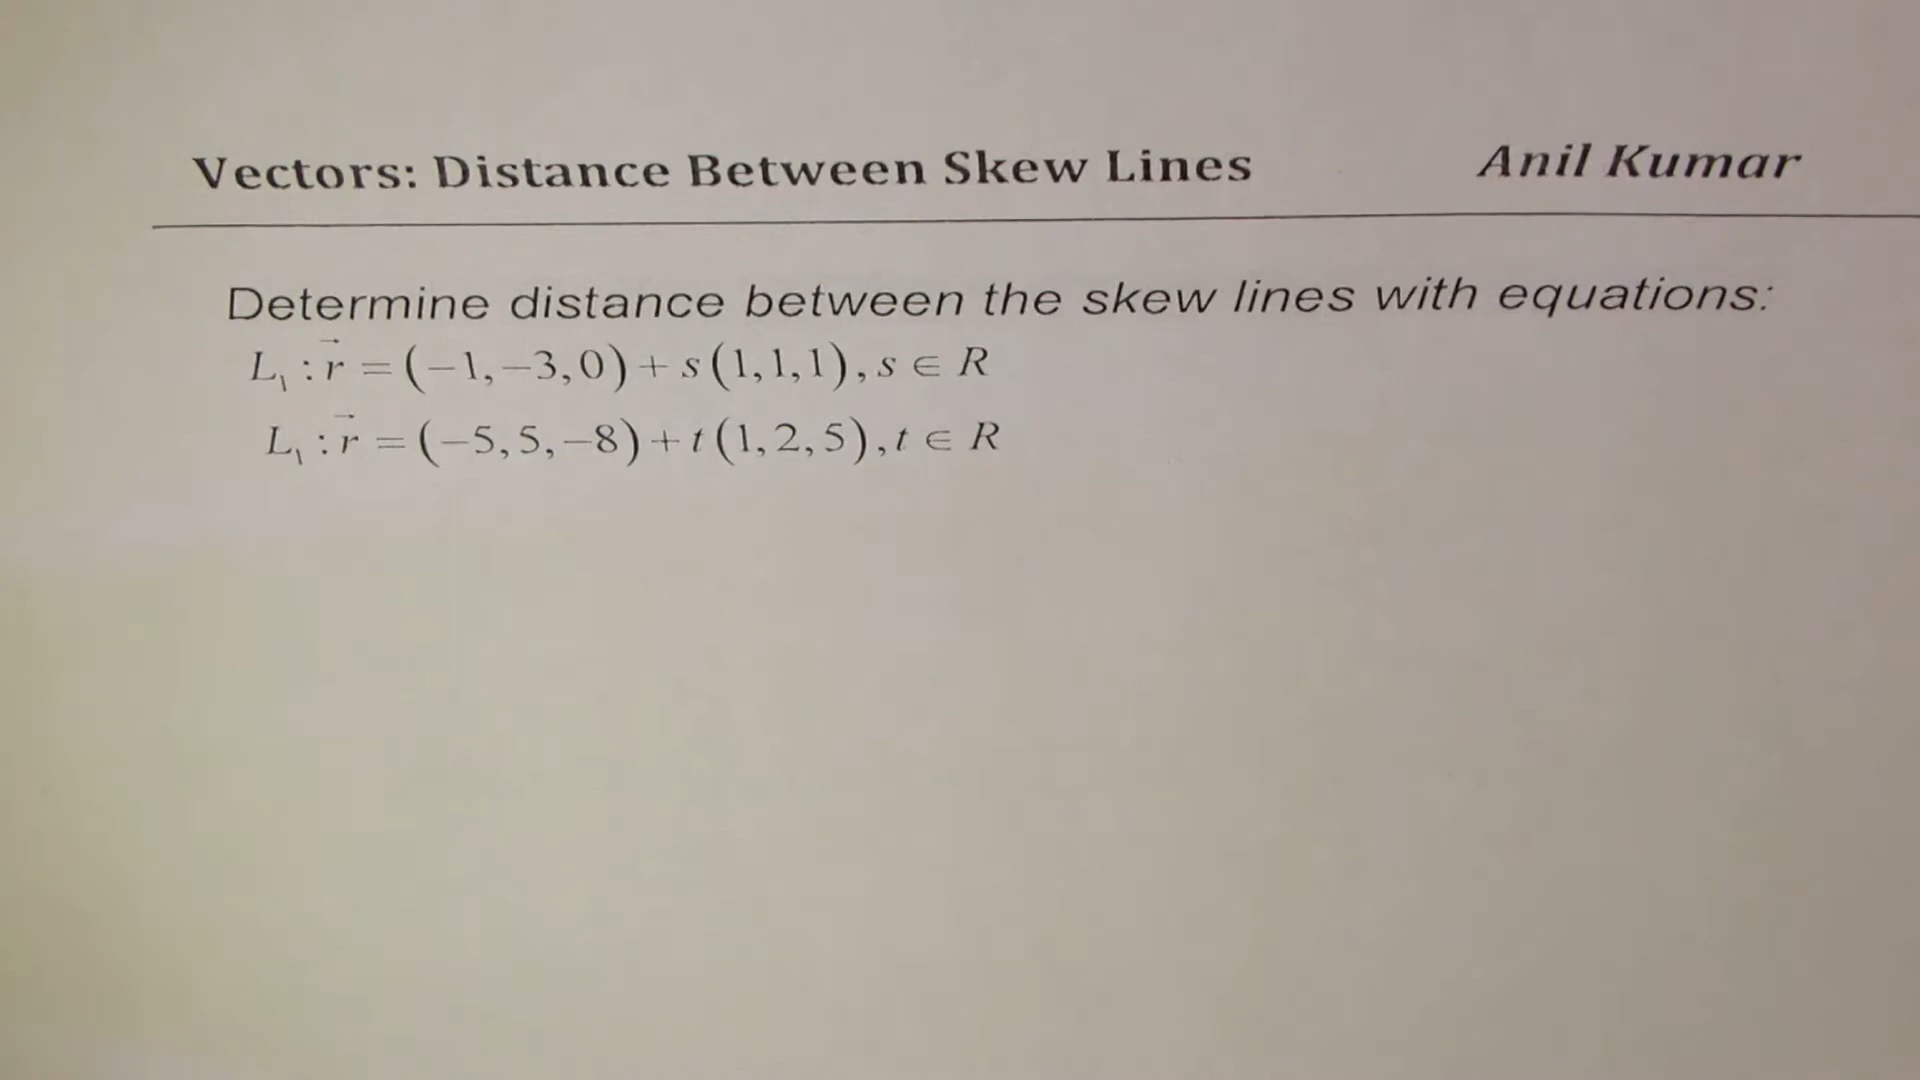 Vectors: Distance Between Skew Lines Anil Kumar
Determine distance between the skew lines with equations:
L₁ : r⃗ = (−1,−3,0) + s(1,1,1), s ∈ R
L₁ : r⃗ = (−5,5,−8) + t(1,2,5), t ∈ R